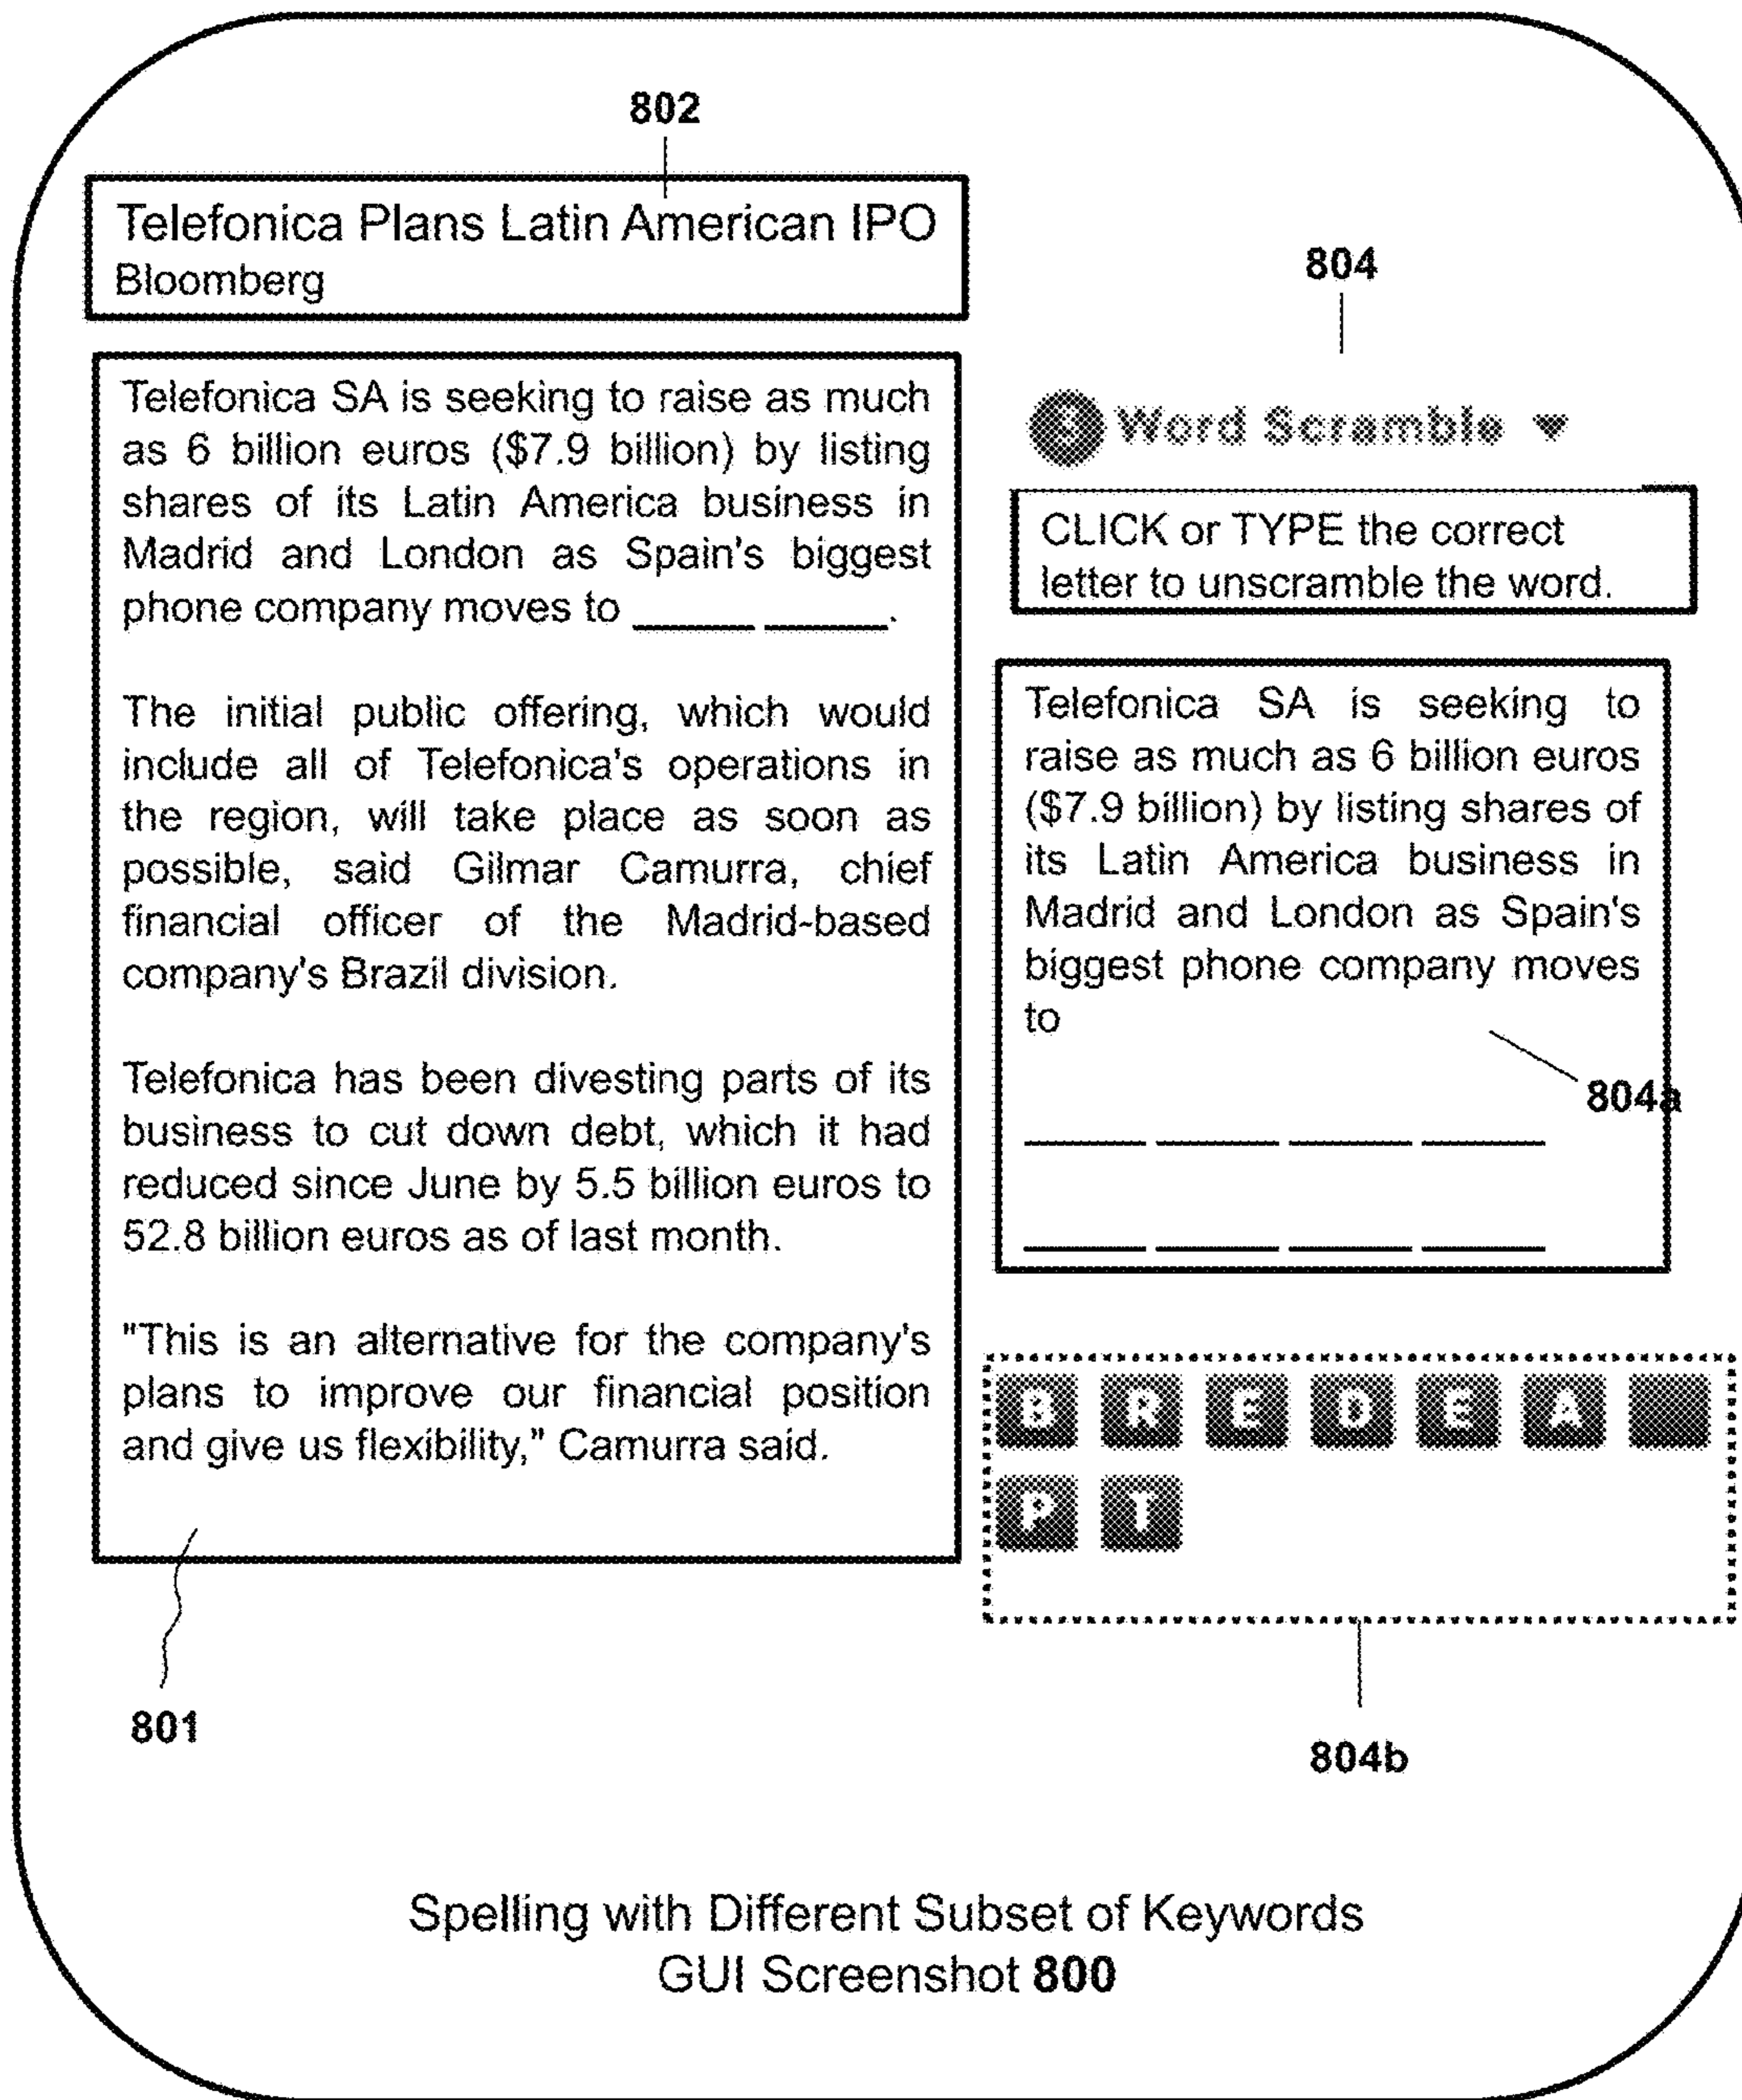 802
Telefonica Plans Latin American IPO
Bloomberg
Telefonica SA is seeking to raise as much
as 6 billion euros ($7.9 billion) by listing
shares of its Latin America business in
Madrid and London as Spain's biggest
phone company moves to _____ _____.
The initial public offering, which would
include all of Telefonica's operations in
the region, will take place as soon as
possible, said Gilmar Camurra, chief
financial officer of the Madrid-based
company's Brazil division.
Telefonica has been divesting parts of its
business to cut down debt, which it had
reduced since June by 5.5 billion euros to
52.8 billion euros as of last month.
"This is an alternative for the company's
plans to improve our financial position
and give us flexibility," Camurra said.
801
804
3 Word Scramble
CLICK or TYPE the correct
letter to unscramble the word.
Telefonica SA is seeking to
raise as much as 6 billion euros
($7.9 billion) by listing shares of
its Latin America business in
Madrid and London as Spain's
biggest phone company moves
to
804a
_____ _____ _____ _____
_____ _____ _____ _____
B R E D E A
P T
804b
Spelling with Different Subset of Keywords
GUI Screenshot 800